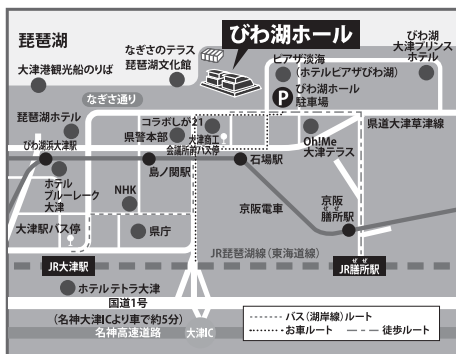 琵琶湖
びわ湖ホール
大津港観光船のりば
なぎさのテラス
琵琶湖文化館
ピアザ淡海
(ホテルピアザびわ湖)
びわ湖
大津プリンス
ホテル
P
びわ湖ホール
駐車場
なぎさ通り
琵琶湖ホテル
コラボしが21
県警本部
大津商工
会議所前バス停
Oh!Me
大津テラス
県道大津草津線
びわ湖浜大津駅
島ノ関駅
石場駅
ホテル
ブルーレーク
大津
NHK
京阪電車
京阪
膳所駅
ぜぜ
大津駅バス停
県庁
JR琵琶湖線(東海道線)
JR大津駅
JR膳所駅
ぜぜ
ホテルテトラ大津
国道1号
(名神大津ICより車で約5分)
名神高速道路
大津IC
バス(湖岸線)ルート
お車ルート
徒歩ルート